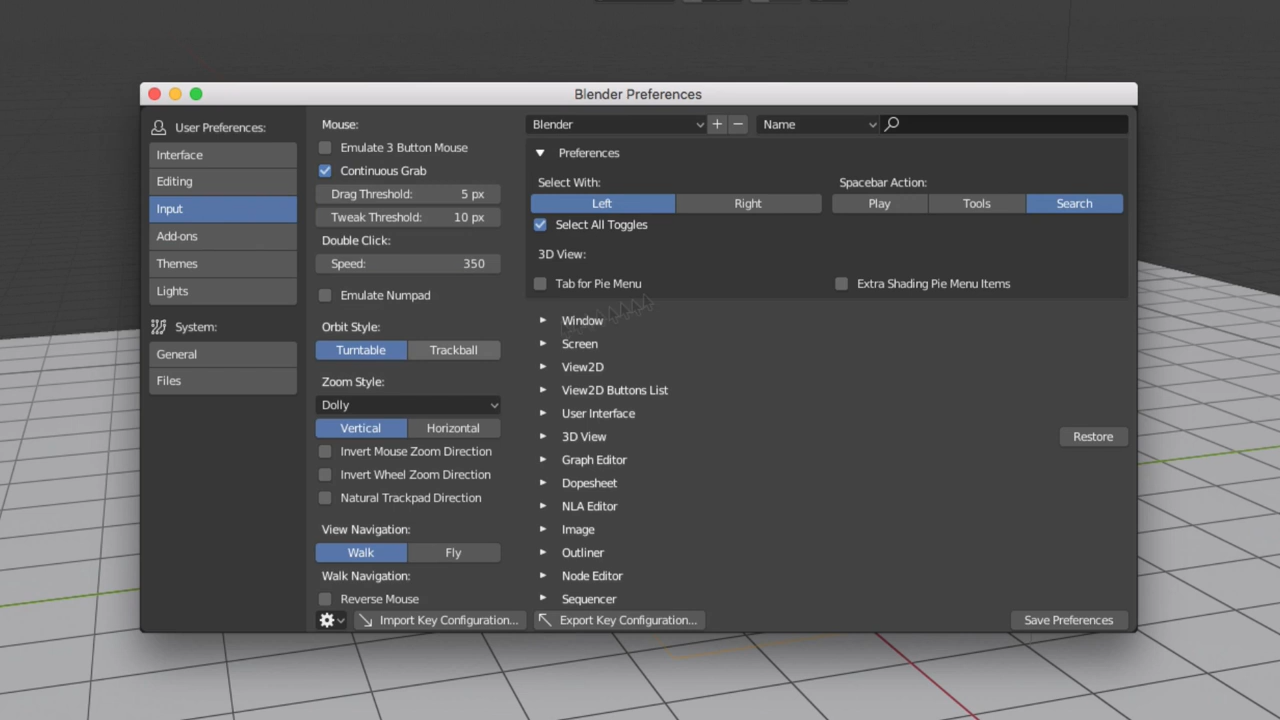 Blender Preferences
User Preferences:
Interface
Editing
Input
Add-ons
Themes
Lights
System:
General
Files
Mouse:
Emulate 3 Button Mouse
Continuous Grab
Drag Threshold: 5 px
Tweak Threshold: 10 px
Double Click:
Speed: 350
Emulate Numpad
Orbit Style:
Turntable Trackball
Zoom Style:
Dolly
Vertical Horizontal
Invert Mouse Zoom Direction
Invert Wheel Zoom Direction
Natural Trackpad Direction
View Navigation:
Walk Fly
Walk Navigation:
Reverse Mouse
Blender Name
Preferences
Select With: Spacebar Action:
Left Right Play Tools Search
Select All Toggles
3D View:
Tab for Pie Menu Extra Shading Pie Menu Items
Window
Screen
View2D
View2D Buttons List
User Interface
3D View Restore
Graph Editor
Dopesheet
NLA Editor
Image
Outliner
Node Editor
Sequencer
Import Key Configuration... Export Key Configuration... Save Preferences